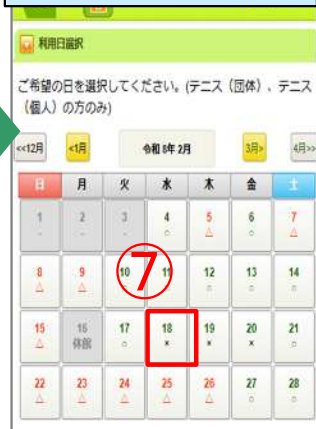 利用日選択
ご希望の日を選択してください。(テニス（団体）、テニス
（個人）の方のみ)
<<12月 <1月 令和 8年 2月 3月> 4月>>
日 月 火 水 木 金 土
1 2 3 4 5 6 7
- - - ○ △ ○ △
8 9 10 11 12 13 14
△ △ ○ ○ ○
⑦
15 16 17 18 19 20 21
△ 休館 ○ × × × ○
22 23 24 25 26 27 28
△ △ △ △ △ ○ ○